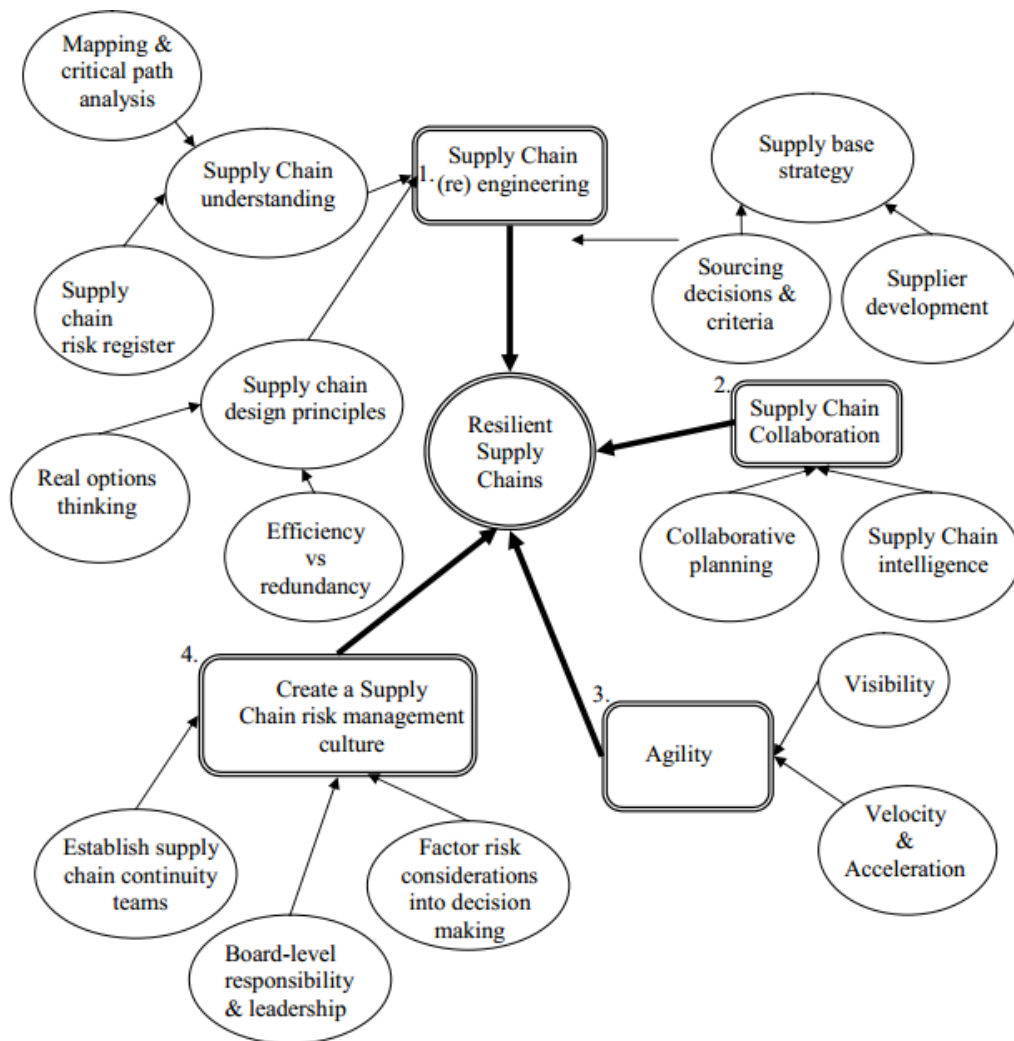 Mapping &
critical path
analysis
Supply Chain
understanding
Supply
chain
risk register
1.
Supply Chain
(re) engineering
Supply base
strategy
Sourcing
decisions &
criteria
Supplier
development
Supply chain
design principles
Real options
thinking
Efficiency
vs
redundancy
Resilient
Supply
Chains
2.
Supply Chain
Collaboration
Collaborative
planning
Supply Chain
intelligence
4.
Create a Supply
Chain risk management
culture
3.
Agility
Visibility
Velocity
&
Acceleration
Establish supply
chain continuity
teams
Board-level
responsibility
& leadership
Factor risk
considerations
into decision
making